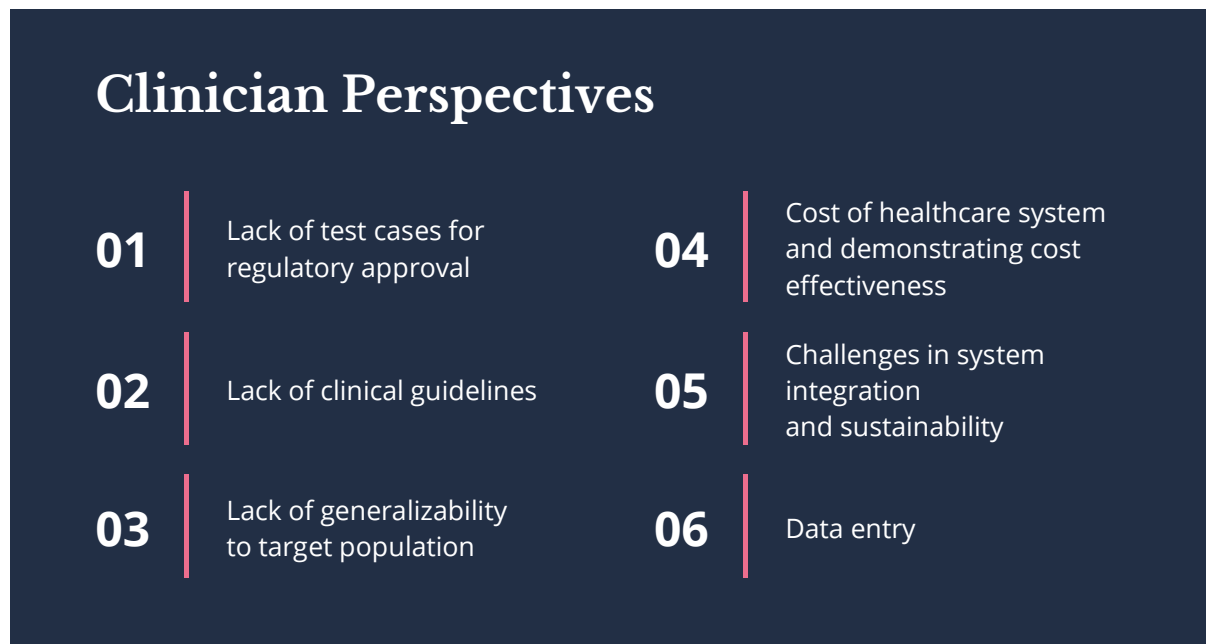 Clinician Perspectives
01
Lack of test cases for
regulatory approval
02
Lack of clinical guidelines
03
Lack of generalizability
to target population
04
Cost of healthcare system
and demonstrating cost
effectiveness
05
Challenges in system
integration
and sustainability
06
Data entry